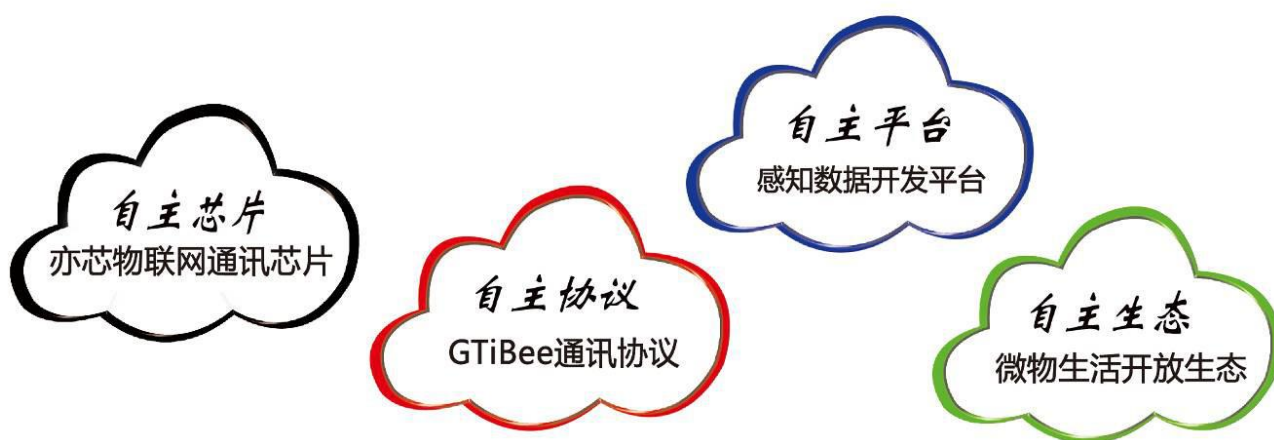 自主芯片
亦芯物联网通讯芯片
自主协议
GTiBee通讯协议
自主平台
感知数据开发平台
自主生态
微物生活开放生态